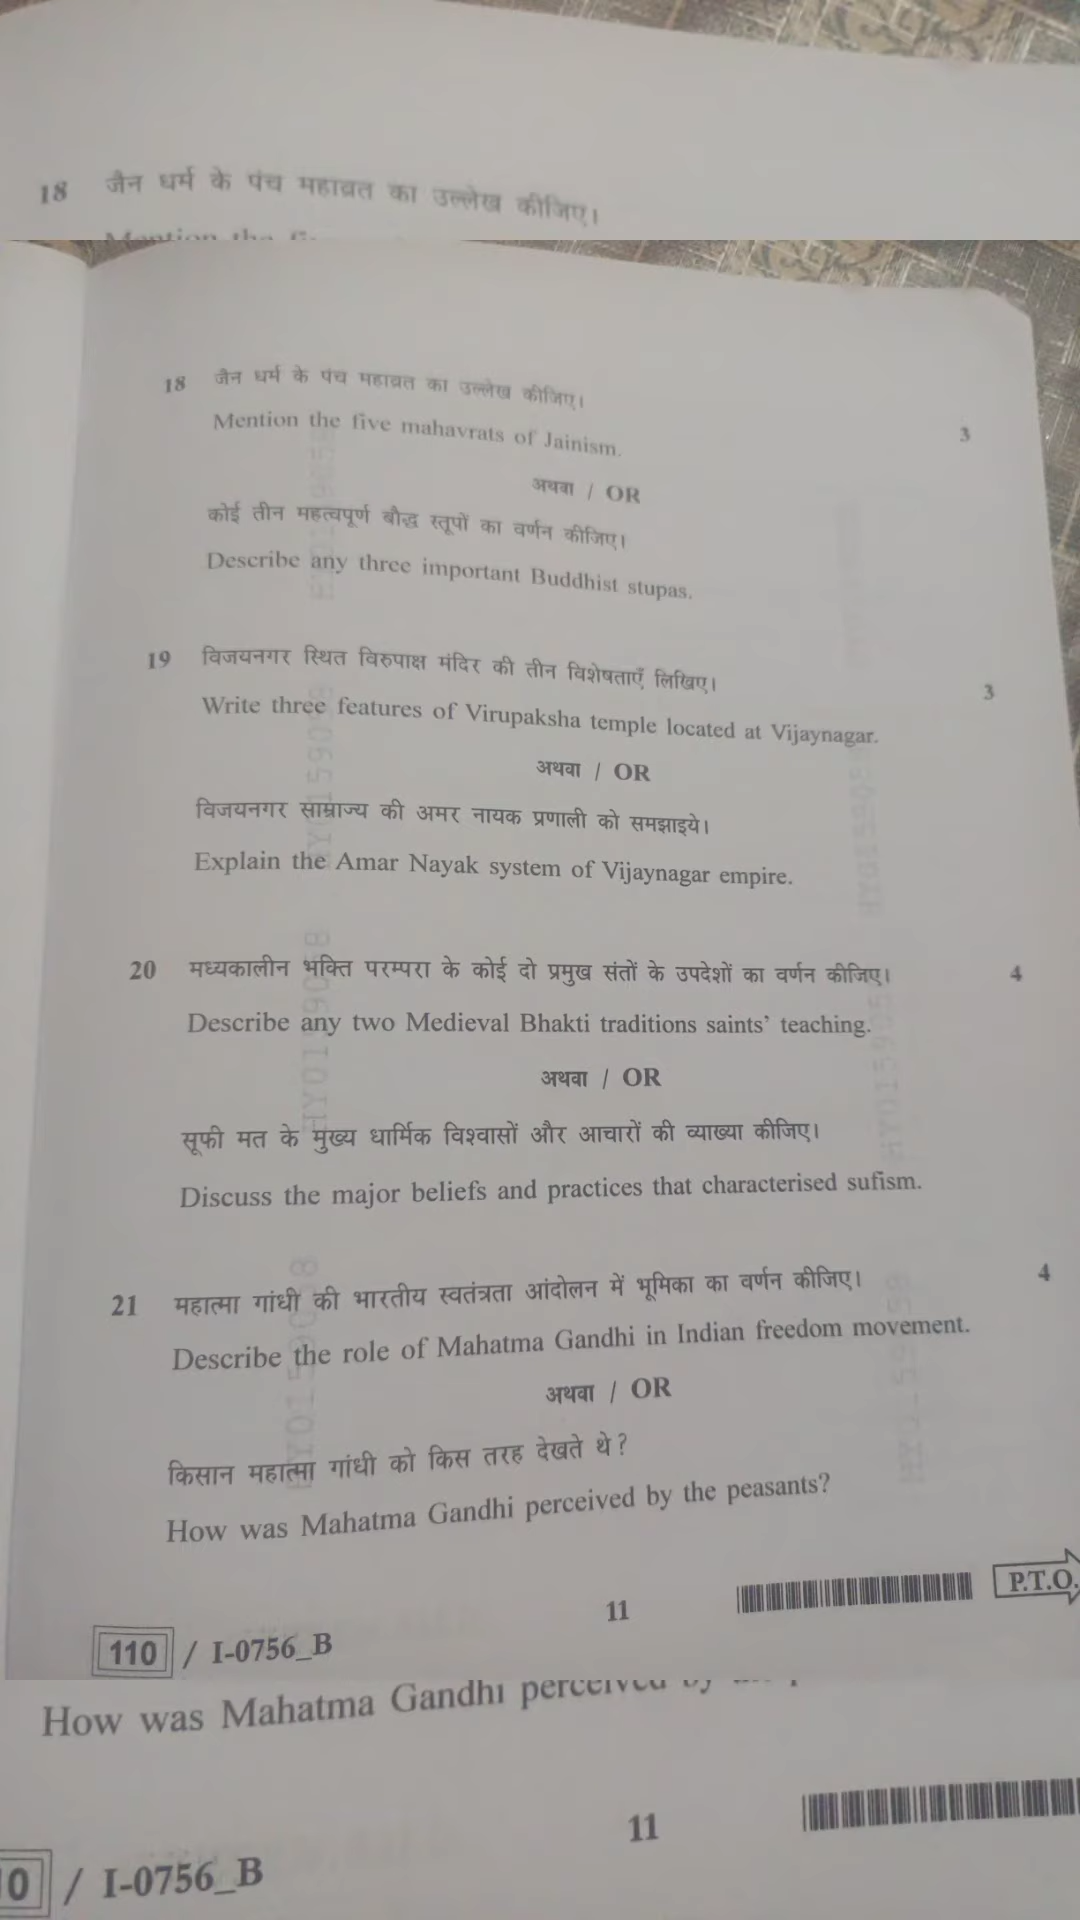 18 जैन धर्म के पंच महाव्रत का उल्लेख कीजिए।
18 जैन धर्म के पंच महाव्रत का उल्लेख कीजिए।
Mention the five mahavrats of Jainism. 3
अथवा / OR
कोई तीन महत्वपूर्ण बौद्ध स्तूपों का वर्णन कीजिए।
Describe any three important Buddhist stupas.
19 विजयनगर स्थित विरुपाक्ष मंदिर की तीन विशेषताएँ लिखिए। 3
Write three features of Virupaksha temple located at Vijaynagar.
अथवा / OR
विजयनगर साम्राज्य की अमर नायक प्रणाली को समझाइये।
Explain the Amar Nayak system of Vijaynagar empire.
20 मध्यकालीन भक्ति परम्परा के कोई दो प्रमुख संतों के उपदेशों का वर्णन कीजिए। 4
Describe any two Medieval Bhakti traditions saints' teaching.
अथवा / OR
सूफी मत के मुख्य धार्मिक विश्वासों और आचारों की व्याख्या कीजिए।
Discuss the major beliefs and practices that characterised sufism.
21 महात्मा गांधी की भारतीय स्वतंत्रता आंदोलन में भूमिका का वर्णन कीजिए। 4
Describe the role of Mahatma Gandhi in Indian freedom movement.
अथवा / OR
किसान महात्मा गांधी को किस तरह देखते थे?
How was Mahatma Gandhi perceived by the peasants?
110 / I-0756_B 11 P.T.O.
How was Mahatma Gandhi perceived by
11
/ I-0756_B